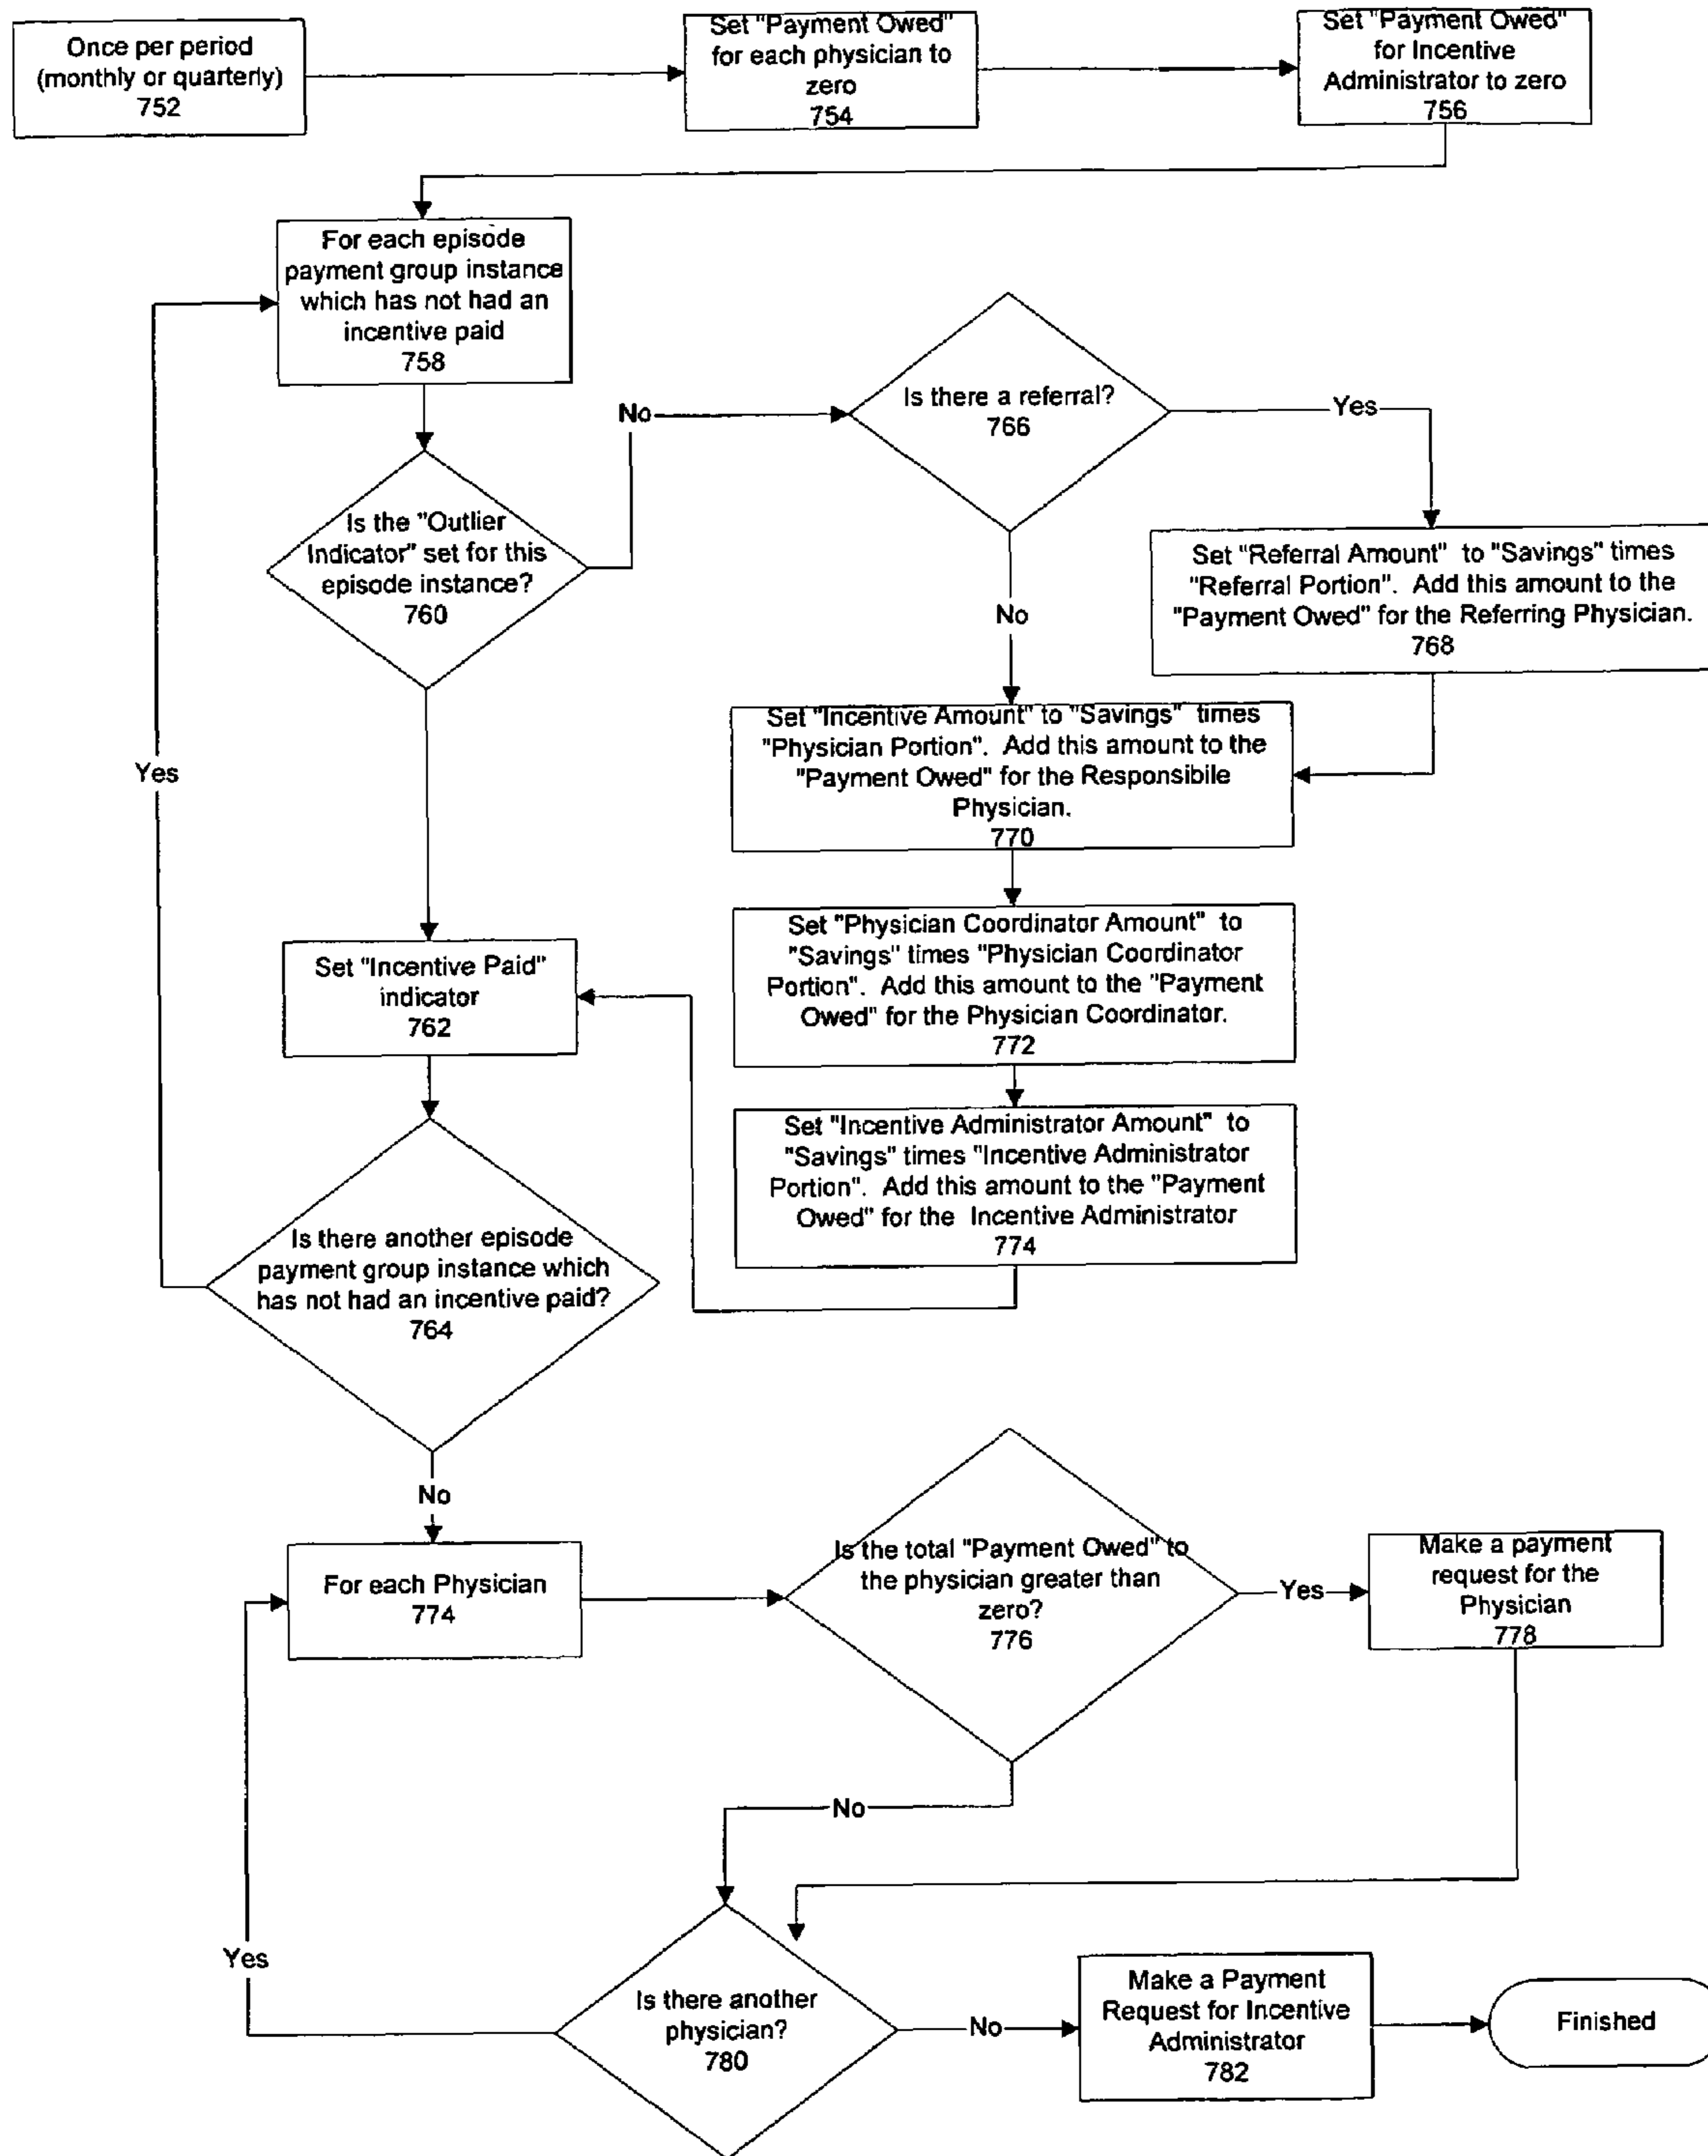 Once per period
(monthly or quarterly)
752
Set "Payment Owed"
for each physician to
zero
754
Set "Payment Owed"
for Incentive
Administrator to zero
756
For each episode
payment group instance
which has not had an
incentive paid
758
No
Is there a referral?
766
Yes
Is the "Outlier
Indicator" set for this
episode instance?
760
No
Set "Referral Amount" to "Savings" times
"Referral Portion". Add this amount to the
"Payment Owed" for the Referring Physician.
768
Yes
Set "Incentive Amount" to "Savings" times
"Physician Portion". Add this amount to the
"Payment Owed" for the Responsibile
Physician.
770
Set "Physician Coordinator Amount" to
"Savings" times "Physician Coordinator
Portion". Add this amount to the "Payment
Owed" for the Physician Coordinator.
772
Set "Incentive Paid"
indicator
762
Set "Incentive Administrator Amount" to
"Savings" times "Incentive Administrator
Portion". Add this amount to the "Payment
Owed" for the Incentive Administrator
774
Is there another episode
payment group instance which
has not had an incentive paid?
764
No
For each Physician
774
Is the total "Payment Owed" to
the physician greater than
zero?
776
Yes
Make a payment
request for the
Physician
778
No
Yes
Is there another
physician?
780
No
Make a Payment
Request for Incentive
Administrator
782
Finished